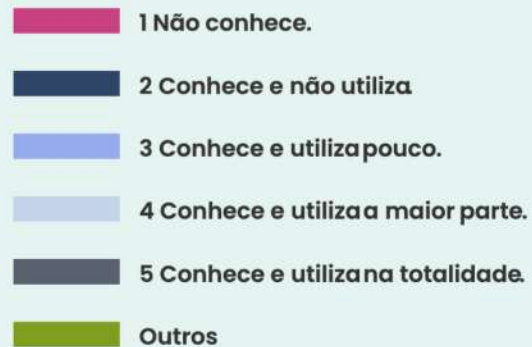 1 Não conhece.
2 Conhece e não utiliza.
3 Conhece e utiliza pouco.
4 Conhece e utiliza a maior parte.
5 Conhece e utiliza na totalidade.
Outros